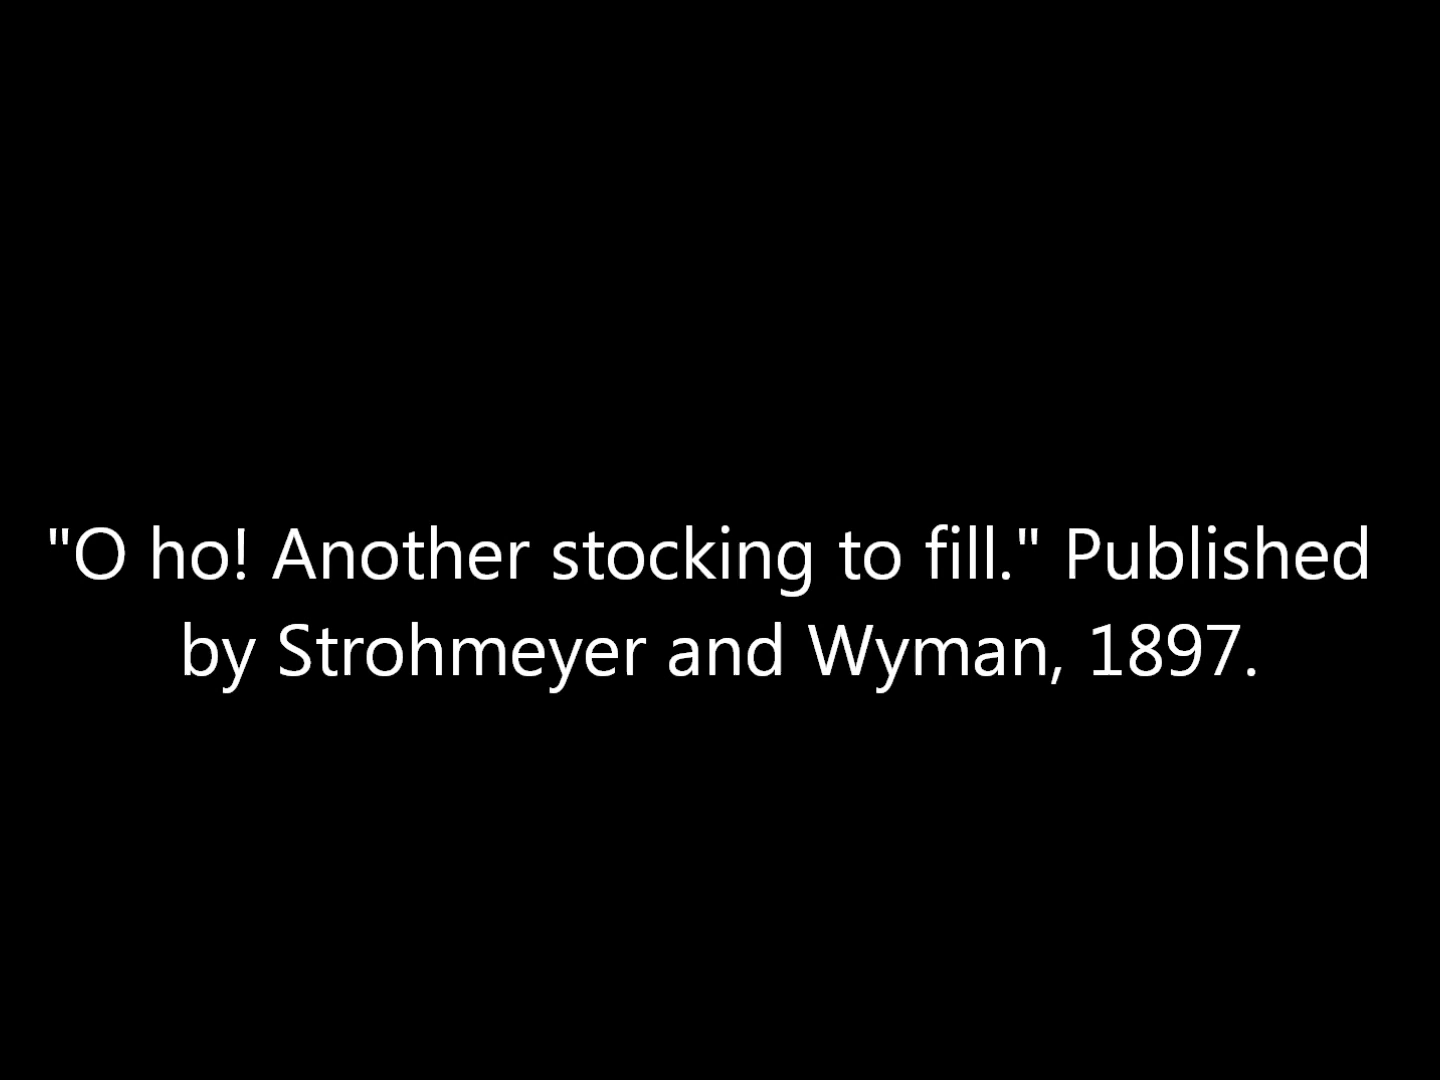 "O ho! Another stocking to fill." Published
by Strohmeyer and Wyman, 1897.